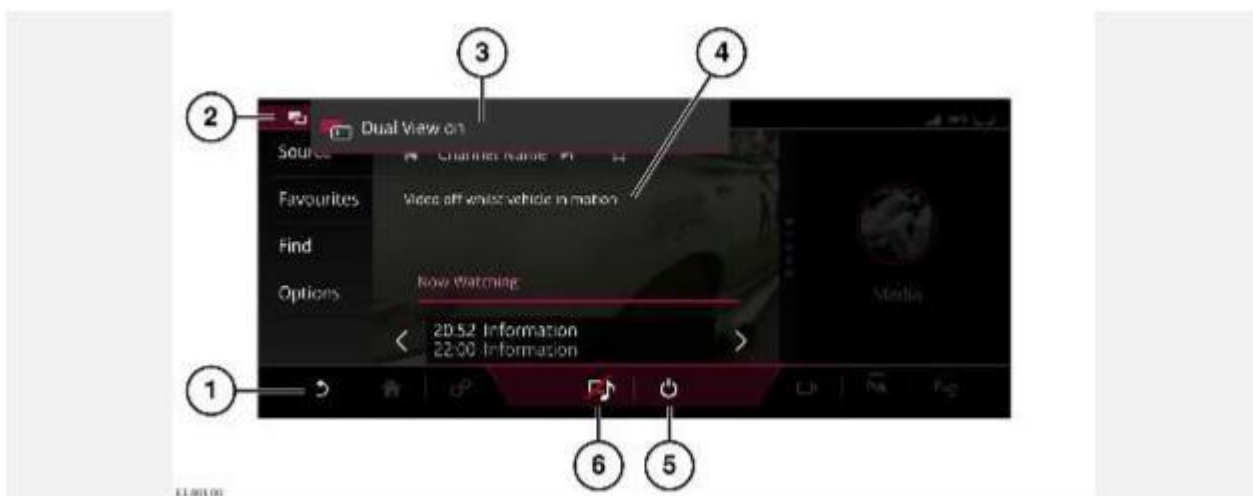 3
4
2
Dual View on
Channel Name
Favourites
Video off whilst vehicle in motion
Find
Options
Now Watching
Media
20:52 Information
22:00 Information
1
6
5